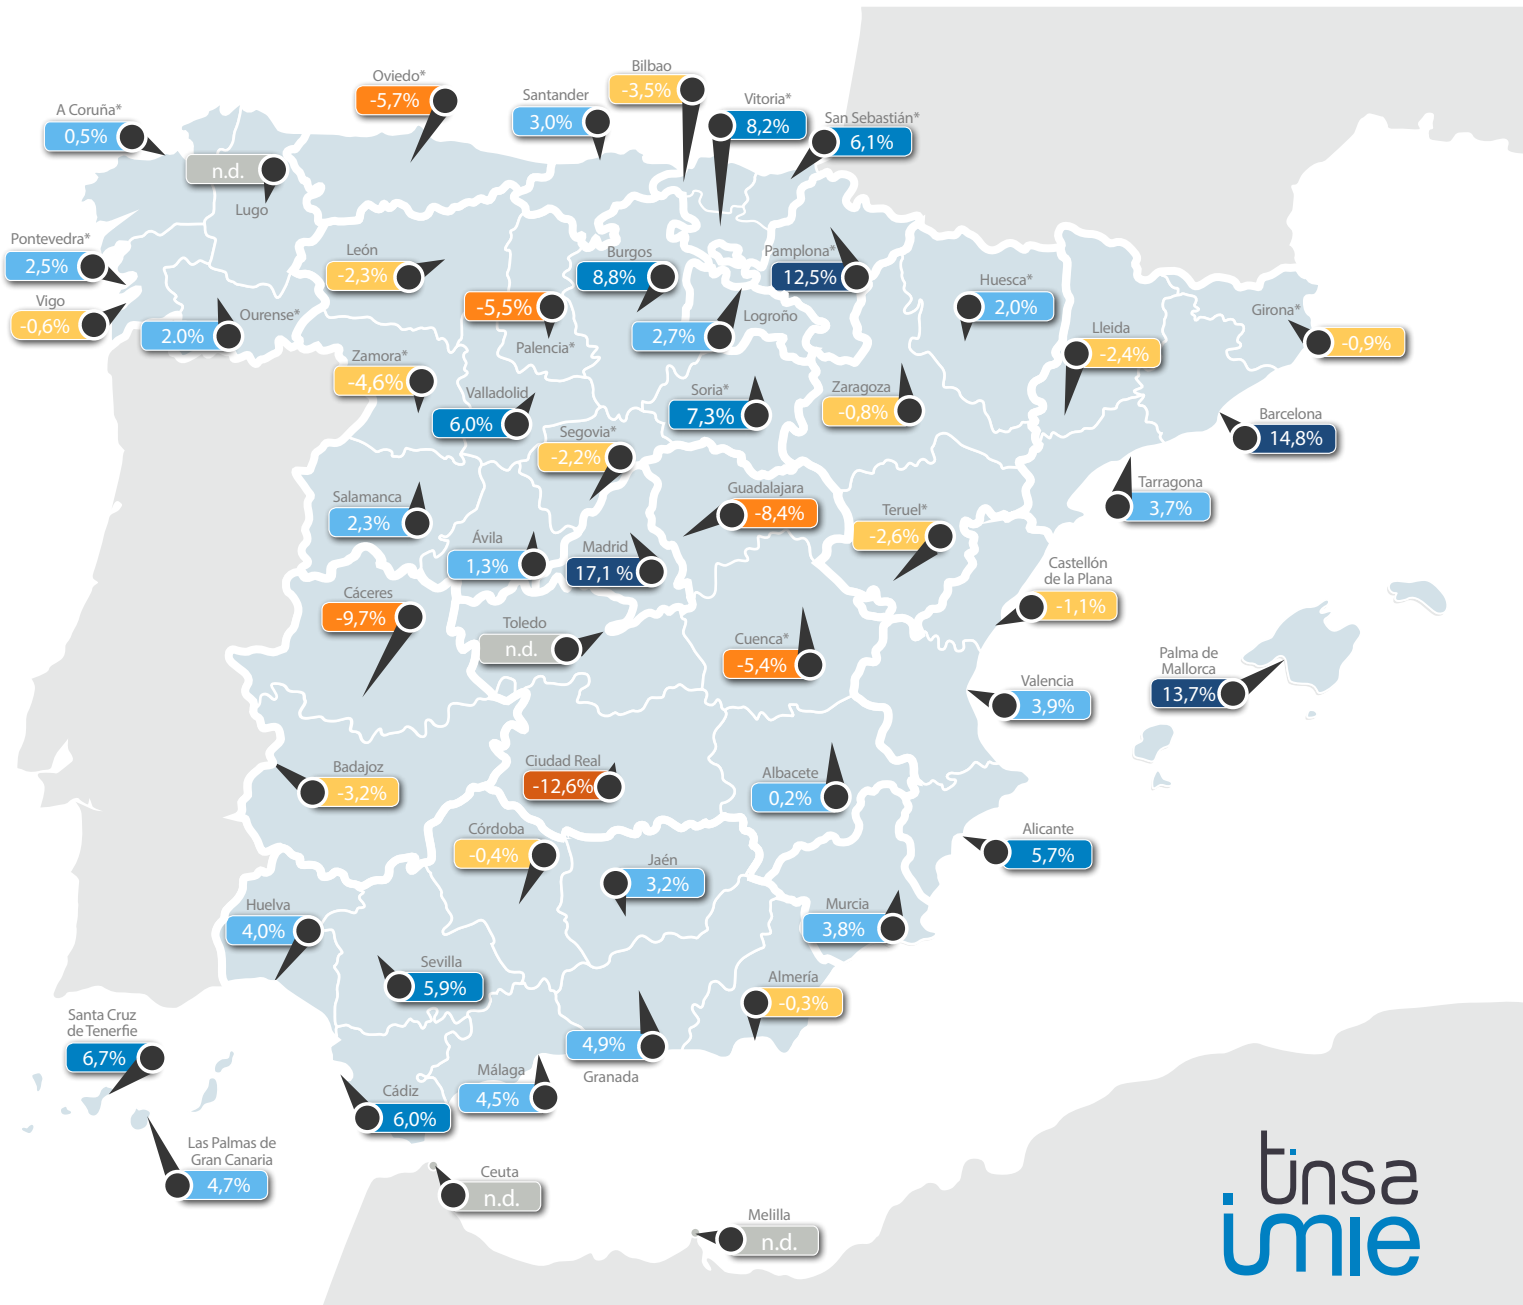 Oviedo*
-5,7%
Santander
3,0%
Bilbao
-3,5%
Vitoria*
8,2%
San Sebastián*
6,1%
A Coruña*
0,5%
n.d.
Lugo
Pontevedra*
2,5%
Vigo
-0,6%
Ourense*
2.0%
León
-2,3%
-5,5%
Palencia*
Burgos
8,8%
Pamplona*
12,5%
2,7%
Logroño
Huesca*
2,0%
Lleida
-2,4%
Girona*
-0,9%
Zamora*
-4,6%
Valladolid
6,0%
Soria*
7,3%
Zaragoza
-0,8%
Barcelona
14,8%
Segovia*
-2,2%
Salamanca
2,3%
Ávila
1,3%
Madrid
17,1 %
Guadalajara
-8,4%
Teruel*
-2,6%
Tarragona
3,7%
Castellón
de la Plana
-1,1%
Cáceres
-9,7%
Toledo
n.d.
Cuenca*
-5,4%
Valencia
3,9%
Palma de
Mallorca
13,7%
Badajoz
-3,2%
Ciudad Real
-12,6%
Albacete
0,2%
Alicante
5,7%
Córdoba
-0,4%
Jaén
3,2%
Huelva
4,0%
Murcia
3,8%
Sevilla
5,9%
Almería
-0,3%
Santa Cruz
de Tenerfie
6,7%
4,9%
Granada
Málaga
4,5%
Cádiz
6,0%
Las Palmas de
Gran Canaria
4,7%
Ceuta
n.d.
Melilla
n.d.
tinsa
imie